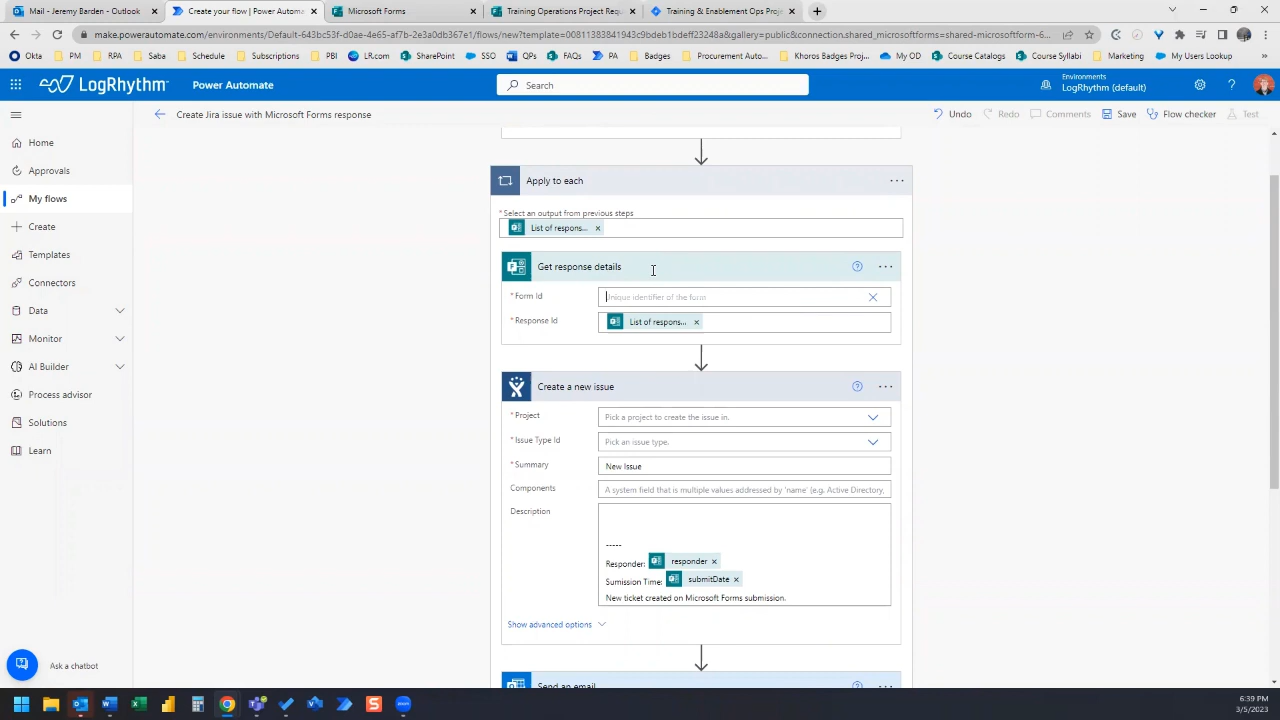 Mail - Jeremy Barden - Outlook
Create your flow | Power Automa
Microsoft Forms
Training Operations Project Requ
Training & Enablement Ops Proje
make.powerautomate.com/environments/Default-643bc53f-d0ae-4e65-af7b-2e3a0db367e1/flows/new?template=00811383841943c9bdeb1bdeff23248a&gallery=public&connection.shared_microsoftforms=shared-microsoftform-6...
Okta
PM
RPA
Saba
Schedule
Subscriptions
PBI
LR.com
SharePoint
SSO
QPs
FAQs
PA
Badges
Procurement Auto...
Khoros Badges Proj...
My OD
Course Catalogs
Course Syllabi
Marketing
My Users Lookup
LogRhythm
Power Automate
Search
Environments
LogRhythm (default)
Create Jira issue with Microsoft Forms response
Undo
Redo
Comments
Save
Flow checker
Test
Home
Approvals
My flows
Create
Templates
Connectors
Data
Monitor
AI Builder
Process advisor
Solutions
Learn
Ask a chatbot
Apply to each
* Select an output from previous steps
List of respons... ×
Get response details
* Form Id
Unique identifier of the form
* Response Id
List of respons... ×
Create a new issue
* Project
Pick a project to create the issue in.
* Issue Type Id
Pick an issue type.
* Summary
New Issue
Components
A system field that is multiple values addressed by 'name' (e.g. Active Directory,
Description
-----
Responder: responder ×
Sumission Time: submitDate ×
New ticket created on Microsoft Forms submission.
Show advanced options
Send an email
6:39 PM
3/5/2023